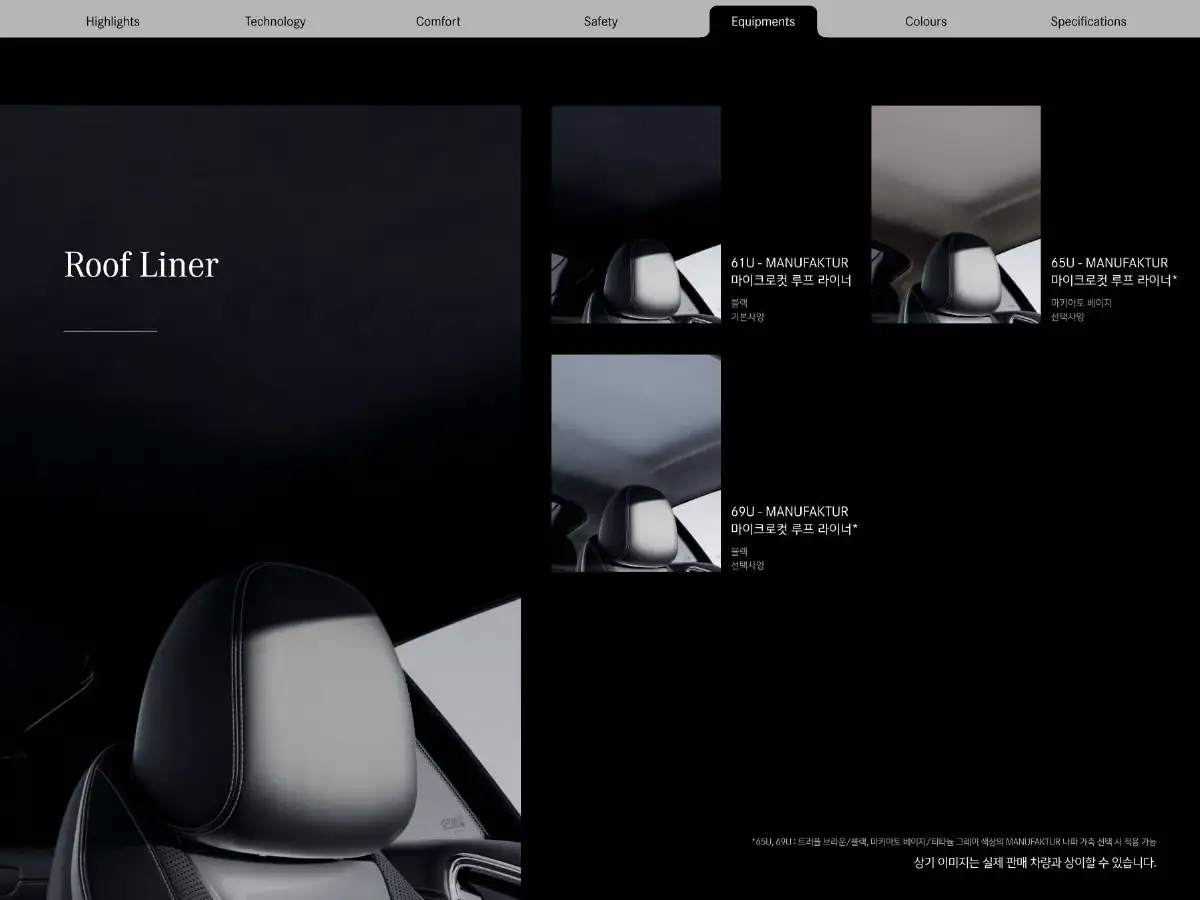 Highlights
Technology
Comfort
Safety
Equipments
Colours
Specifications
Roof Liner
61U - MANUFAKTUR
마이크로컷 루프 라이너
블랙
기본사양
65U - MANUFAKTUR
마이크로컷 루프 라이너*
마키아토 베이지
선택사양
69U - MANUFAKTUR
마이크로컷 루프 라이너*
블랙
선택사양
*65U, 69U : 트러플 브라운/블랙, 마키아토 베이지/티타늄 그레이 색상의 MANUFAKTUR 나파 가죽 선택 시 적용 가능
상기 이미지는 실제 판매 차량과 상이할 수 있습니다.